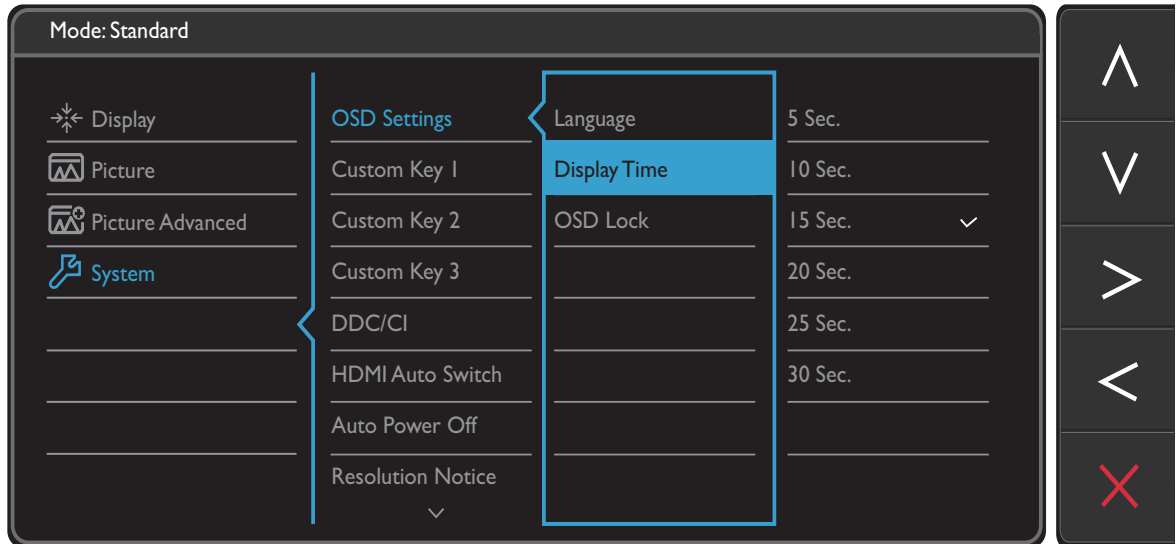 Mode: Standard
Display
Picture
Picture Advanced
System
OSD Settings
Custom Key 1
Custom Key 2
Custom Key 3
DDC/CI
HDMI Auto Switch
Auto Power Off
Resolution Notice
Language
Display Time
OSD Lock
5 Sec.
10 Sec.
15 Sec.
20 Sec.
25 Sec.
30 Sec.